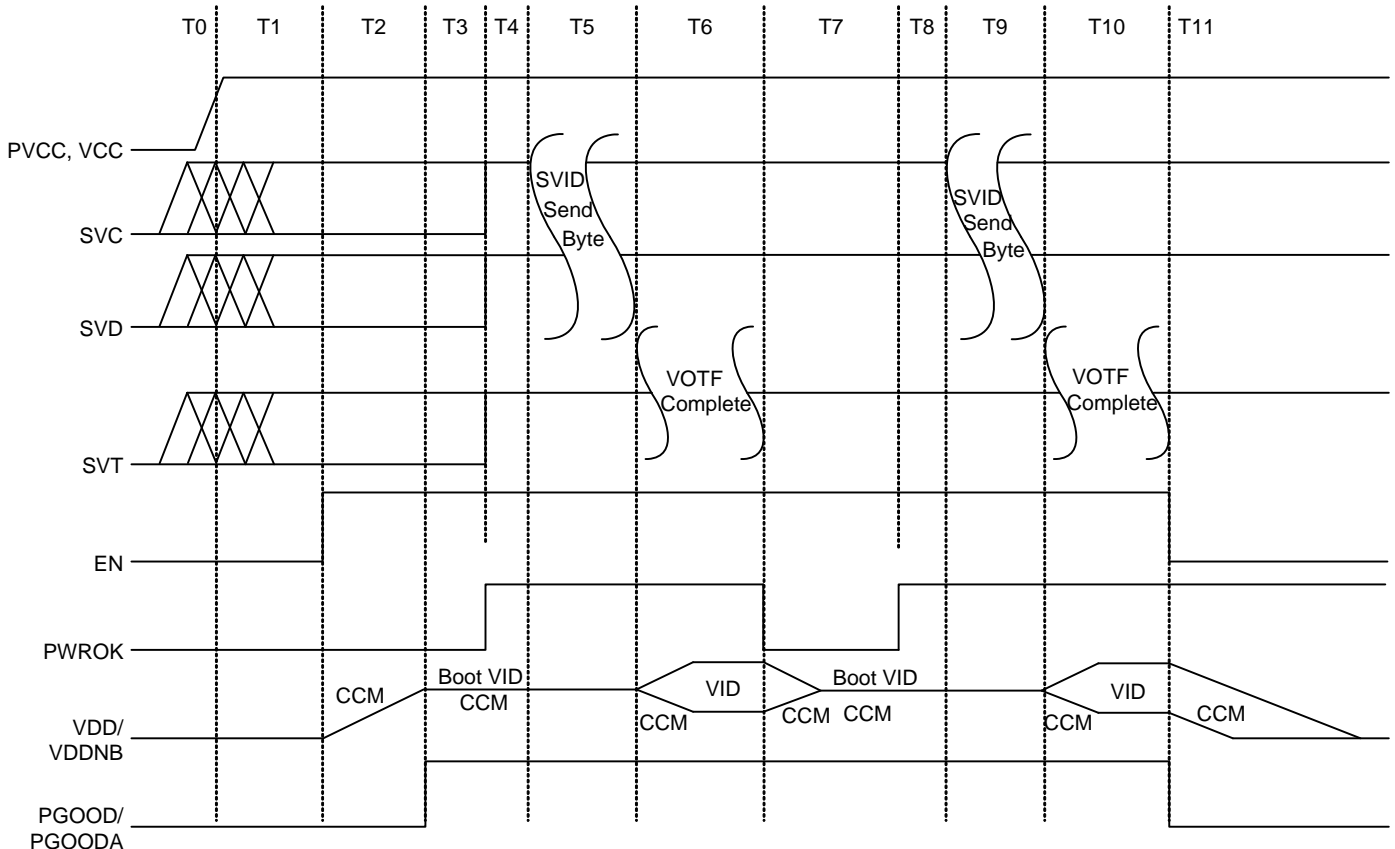 T0 T1 T2 T3 T4 T5 T6 T7 T8 T9 T10 T11
PVCC, VCC
SVID
Send
Byte
SVID
Send
Byte
SVC
SVD
VOTF
Complete
VOTF
Complete
SVT
EN
PWROK
CCM
Boot VID
CCM
CCM
VID
CCM
Boot VID
CCM
CCM
VID
CCM
VDD/
VDDNB
PGOOD/
PGOODA